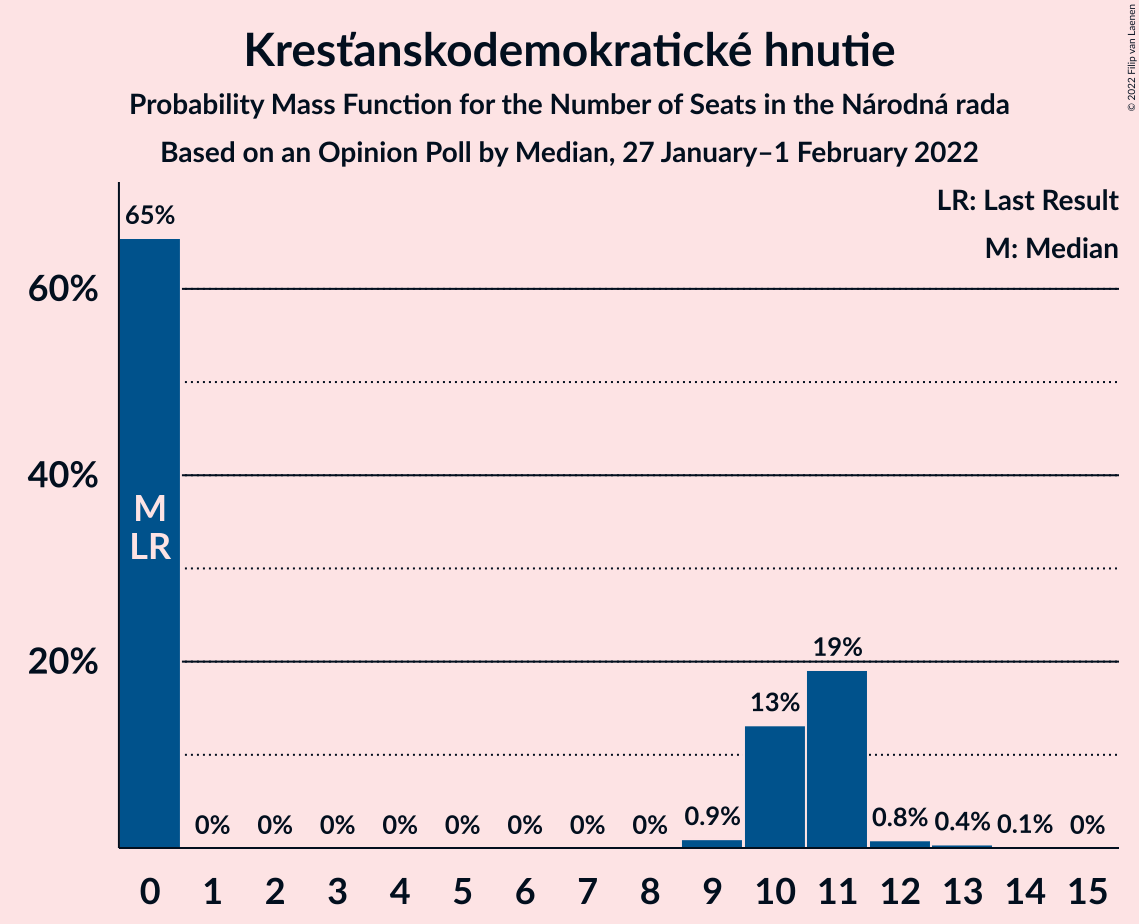 Kresťanskodemokratické hnutie
Probability Mass Function for the Number of Seats in the Národná rada
Based on an Opinion Poll by Median, 27 January–1 February 2022
© 2022 Filip van Laenen
LR: Last Result
M: Median
65%
60%
40%
M
LR
20%
19%
13%
0% 0% 0% 0% 0% 0% 0% 0% 0.9% 0.8% 0.4% 0.1% 0%
0 1 2 3 4 5 6 7 8 9 10 11 12 13 14 15